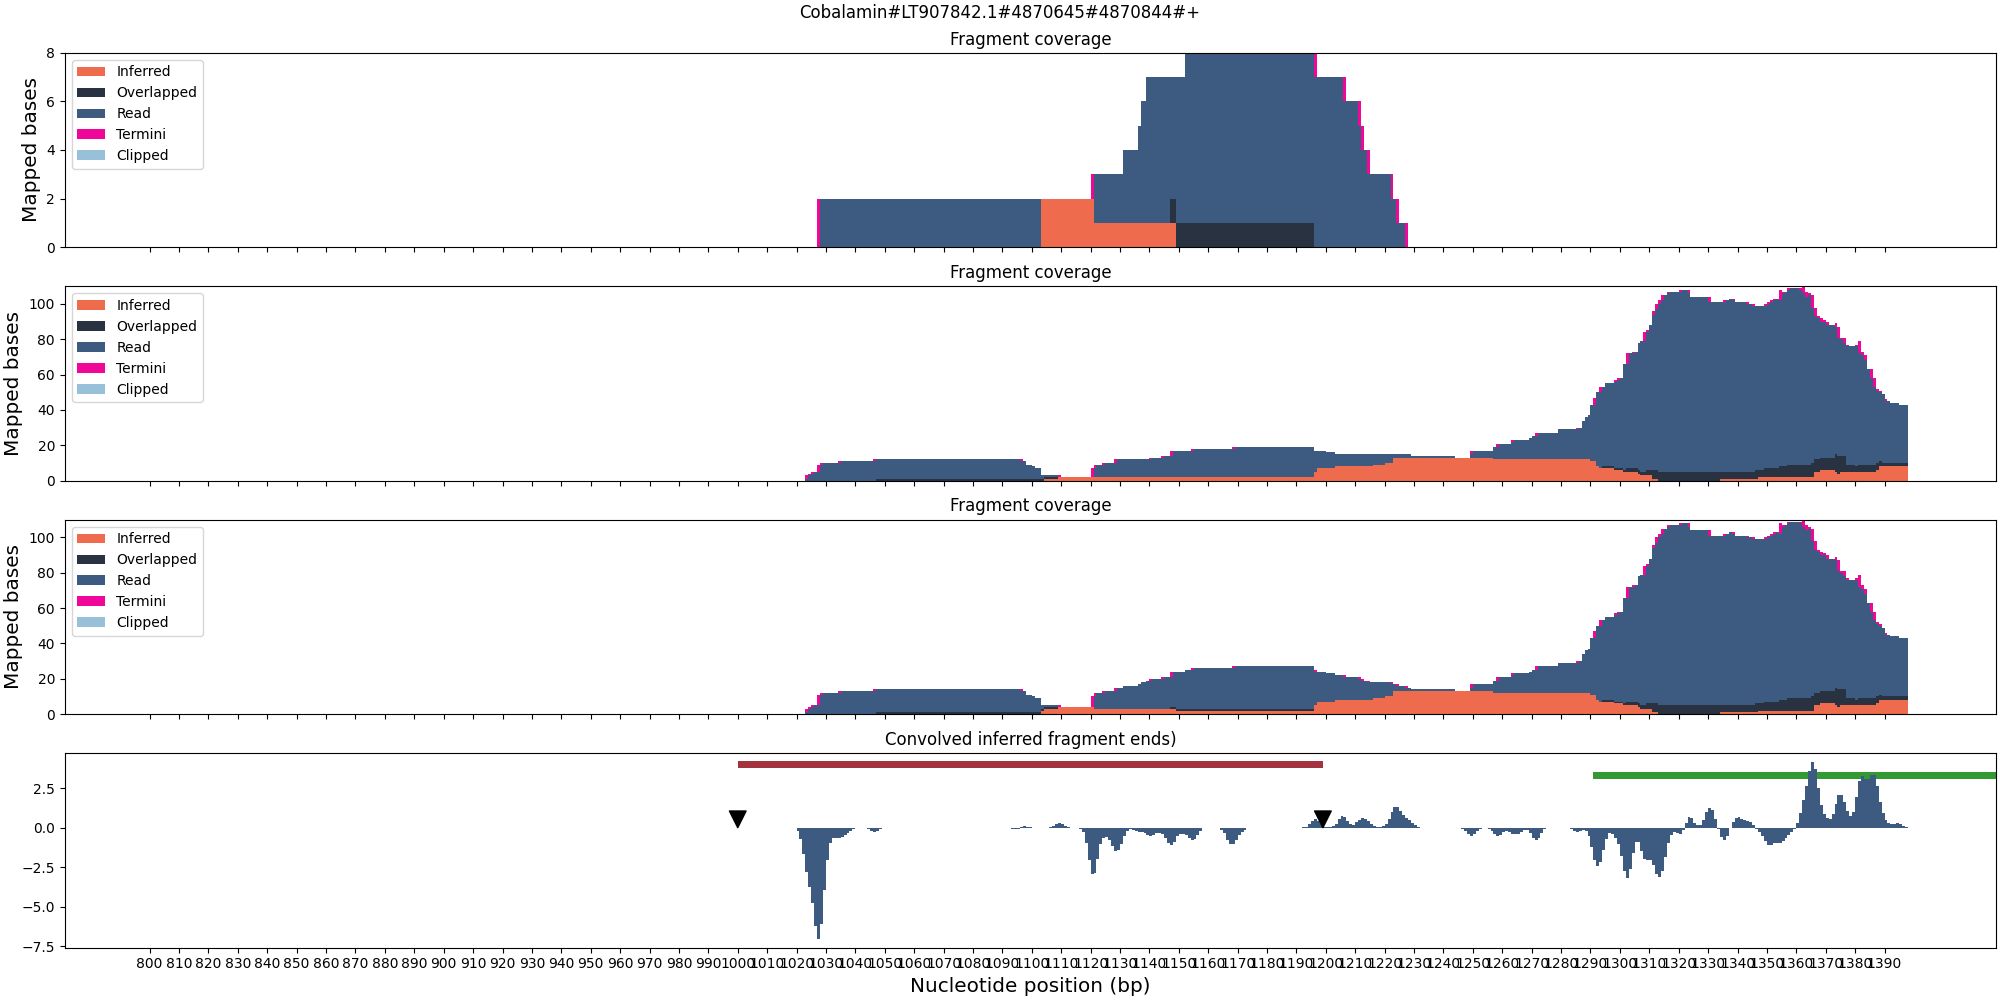 Cobalamin#LT907842.1#4870645#4870844#+
Fragment coverage
8
6
4
2
0
Mapped bases
Inferred
Overlapped
Read
Termini
Clipped
Fragment coverage
100
80
60
40
20
0
Mapped bases
Inferred
Overlapped
Read
Termini
Clipped
Fragment coverage
100
80
60
40
20
0
Mapped bases
Inferred
Overlapped
Read
Termini
Clipped
Convolved inferred fragment ends)
2.5
0.0
−2.5
−5.0
−7.5
800 810 820 830 840 850 860 870 880 890 900 910 920 930 940 950 960 970 980 990 1000 1010 1020 1030 1040 1050 1060 1070 1080 1090 1100 1110 1120 1130 1140 1150 1160 1170 1180 1190 1200 1210 1220 1230 1240 1250 1260 1270 1280 1290 1300 1310 1320 1330 1340 1350 1360 1370 1380 1390
Nucleotide position (bp)